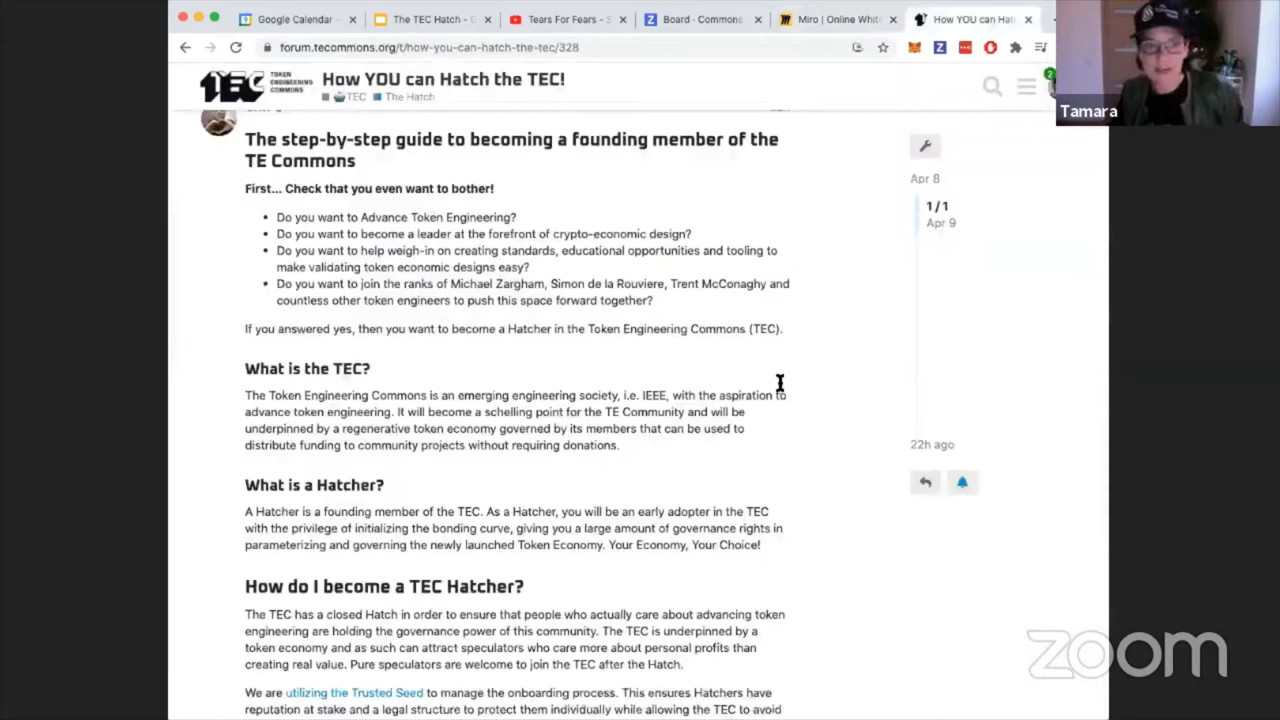 Google Calendar -
The TEC Hatch - G
Tears For Fears - S
Board · Commons
Miro | Online White
How YOU can Hat
forum.tecommons.org/t/how-you-can-hatch-the-tec/328
TEC TOKEN ENGINEERING COMMONS
How YOU can Hatch the TEC!
TEC The Hatch
2
Tamara
The step-by-step guide to becoming a founding member of the
TE Commons
First... Check that you even want to bother!
• Do you want to Advance Token Engineering?
• Do you want to become a leader at the forefront of crypto-economic design?
• Do you want to help weigh-in on creating standards, educational opportunities and tooling to
make validating token economic designs easy?
• Do you want to join the ranks of Michael Zargham, Simon de la Rouviere, Trent McConaghy and
countless other token engineers to push this space forward together?
If you answered yes, then you want to become a Hatcher in the Token Engineering Commons (TEC).
What is the TEC?
The Token Engineering Commons is an emerging engineering society, i.e. IEEE, with the aspiration to
advance token engineering. It will become a schelling point for the TE Community and will be
underpinned by a regenerative token economy governed by its members that can be used to
distribute funding to community projects without requiring donations.
What is a Hatcher?
A Hatcher is a founding member of the TEC. As a Hatcher, you will be an early adopter in the TEC
with the privilege of initializing the bonding curve, giving you a large amount of governance rights in
parameterizing and governing the newly launched Token Economy. Your Economy, Your Choice!
How do I become a TEC Hatcher?
The TEC has a closed Hatch in order to ensure that people who actually care about advancing token
engineering are holding the governance power of this community. The TEC is underpinned by a
token economy and as such can attract speculators who care more about personal profits than
creating real value. Pure speculators are welcome to join the TEC after the Hatch.
We are utilizing the Trusted Seed to manage the onboarding process. This ensures Hatchers have
reputation at stake and a legal structure to protect them individually while allowing the TEC to avoid
Apr 8
1 / 1
Apr 9
22h ago
zoom